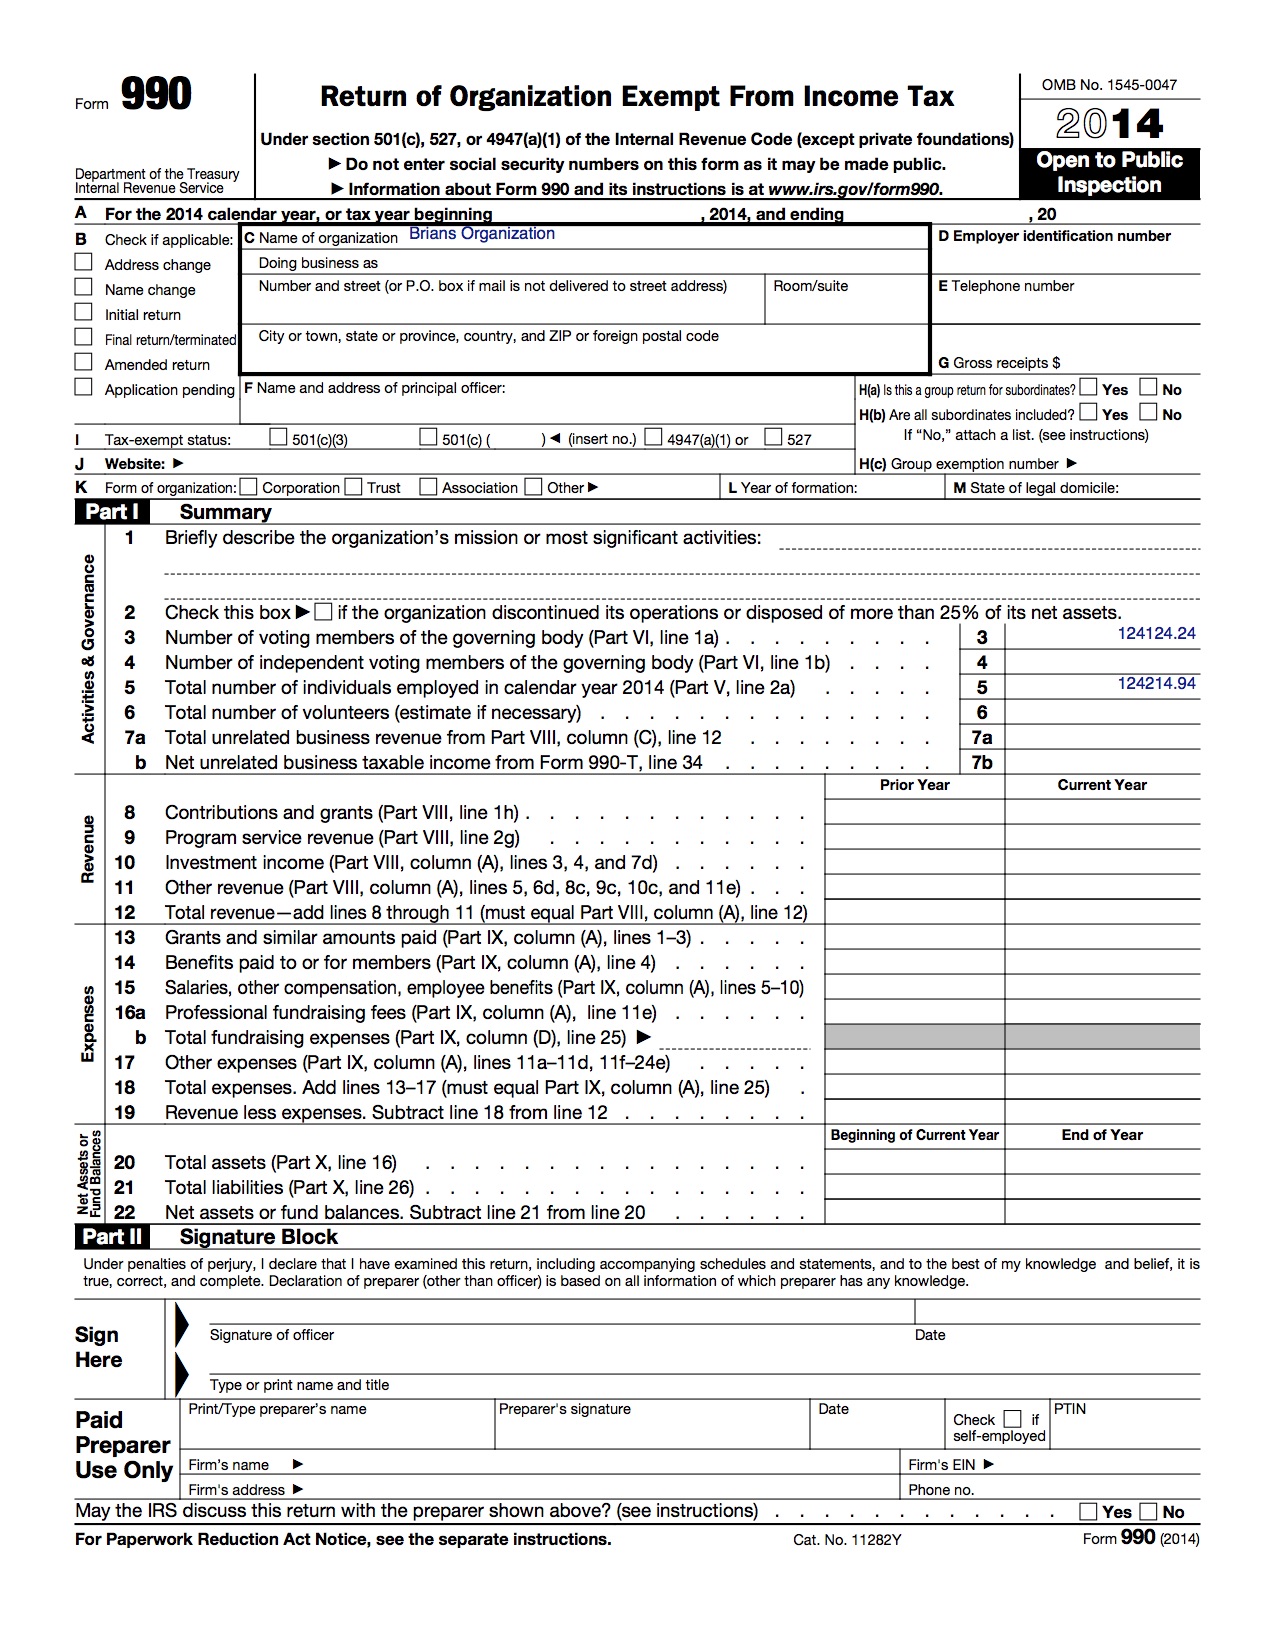 Form 990
Department of the Treasury
Internal Revenue Service
Return of Organization Exempt From Income Tax
Under section 501(c), 527, or 4947(a)(1) of the Internal Revenue Code (except private foundations)
▶ Do not enter social security numbers on this form as it may be made public.
▶ Information about Form 990 and its instructions is at www.irs.gov/form990.
OMB No. 1545-0047
2014
Open to Public
Inspection
A For the 2014 calendar year, or tax year beginning , 2014, and ending , 20
B Check if applicable:
Address change
Name change
Initial return
Final return/terminated
Amended return
Application pending
C Name of organization Brians Organization
Doing business as
Number and street (or P.O. box if mail is not delivered to street address) Room/suite
City or town, state or province, country, and ZIP or foreign postal code
D Employer identification number
E Telephone number
G Gross receipts $
F Name and address of principal officer:
H(a) Is this a group return for subordinates? Yes No
H(b) Are all subordinates included? Yes No
If “No,” attach a list. (see instructions)
I Tax-exempt status: 501(c)(3) 501(c) ( ) ◀ (insert no.) 4947(a)(1) or 527
J Website: ▶
H(c) Group exemption number ▶
K Form of organization: Corporation Trust Association Other ▶
L Year of formation:
M State of legal domicile:
Part I Summary
Activities & Governance
1 Briefly describe the organization’s mission or most significant activities:
2 Check this box ▶ if the organization discontinued its operations or disposed of more than 25% of its net assets.
3 Number of voting members of the governing body (Part VI, line 1a) . . . . . . . . . 3 124124.24
4 Number of independent voting members of the governing body (Part VI, line 1b) . . . . 4
5 Total number of individuals employed in calendar year 2014 (Part V, line 2a) . . . . . 5 124214.94
6 Total number of volunteers (estimate if necessary) . . . . . . . . . . . . . . 6
7a Total unrelated business revenue from Part VIII, column (C), line 12 . . . . . . . . 7a
b Net unrelated business taxable income from Form 990-T, line 34 . . . . . . . . . 7b
Prior Year Current Year
Revenue
8 Contributions and grants (Part VIII, line 1h) . . . . . . . . . . . .
9 Program service revenue (Part VIII, line 2g) . . . . . . . . . . .
10 Investment income (Part VIII, column (A), lines 3, 4, and 7d) . . . . . .
11 Other revenue (Part VIII, column (A), lines 5, 6d, 8c, 9c, 10c, and 11e) . . .
12 Total revenue—add lines 8 through 11 (must equal Part VIII, column (A), line 12)
Expenses
13 Grants and similar amounts paid (Part IX, column (A), lines 1–3) . . . . .
14 Benefits paid to or for members (Part IX, column (A), line 4) . . . . . .
15 Salaries, other compensation, employee benefits (Part IX, column (A), lines 5–10)
16a Professional fundraising fees (Part IX, column (A), line 11e) . . . . . .
b Total fundraising expenses (Part IX, column (D), line 25) ▶
17 Other expenses (Part IX, column (A), lines 11a–11d, 11f–24e) . . . . .
18 Total expenses. Add lines 13–17 (must equal Part IX, column (A), line 25) .
19 Revenue less expenses. Subtract line 18 from line 12 . . . . . . . .
Net Assets or
Fund Balances
Beginning of Current Year End of Year
20 Total assets (Part X, line 16) . . . . . . . . . . . . . . . .
21 Total liabilities (Part X, line 26) . . . . . . . . . . . . . . . .
22 Net assets or fund balances. Subtract line 21 from line 20 . . . . . .
Part II Signature Block
Under penalties of perjury, I declare that I have examined this return, including accompanying schedules and statements, and to the best of my knowledge and belief, it is
true, correct, and complete. Declaration of preparer (other than officer) is based on all information of which preparer has any knowledge.
Sign
Here
Signature of officer Date
Type or print name and title
Paid
Preparer
Use Only
Print/Type preparer’s name Preparer's signature Date Check if self-employed PTIN
Firm’s name ▶ Firm's EIN ▶
Firm's address ▶ Phone no.
May the IRS discuss this return with the preparer shown above? (see instructions) . . . . . . . . . . . . Yes No
For Paperwork Reduction Act Notice, see the separate instructions. Cat. No. 11282Y Form 990 (2014)